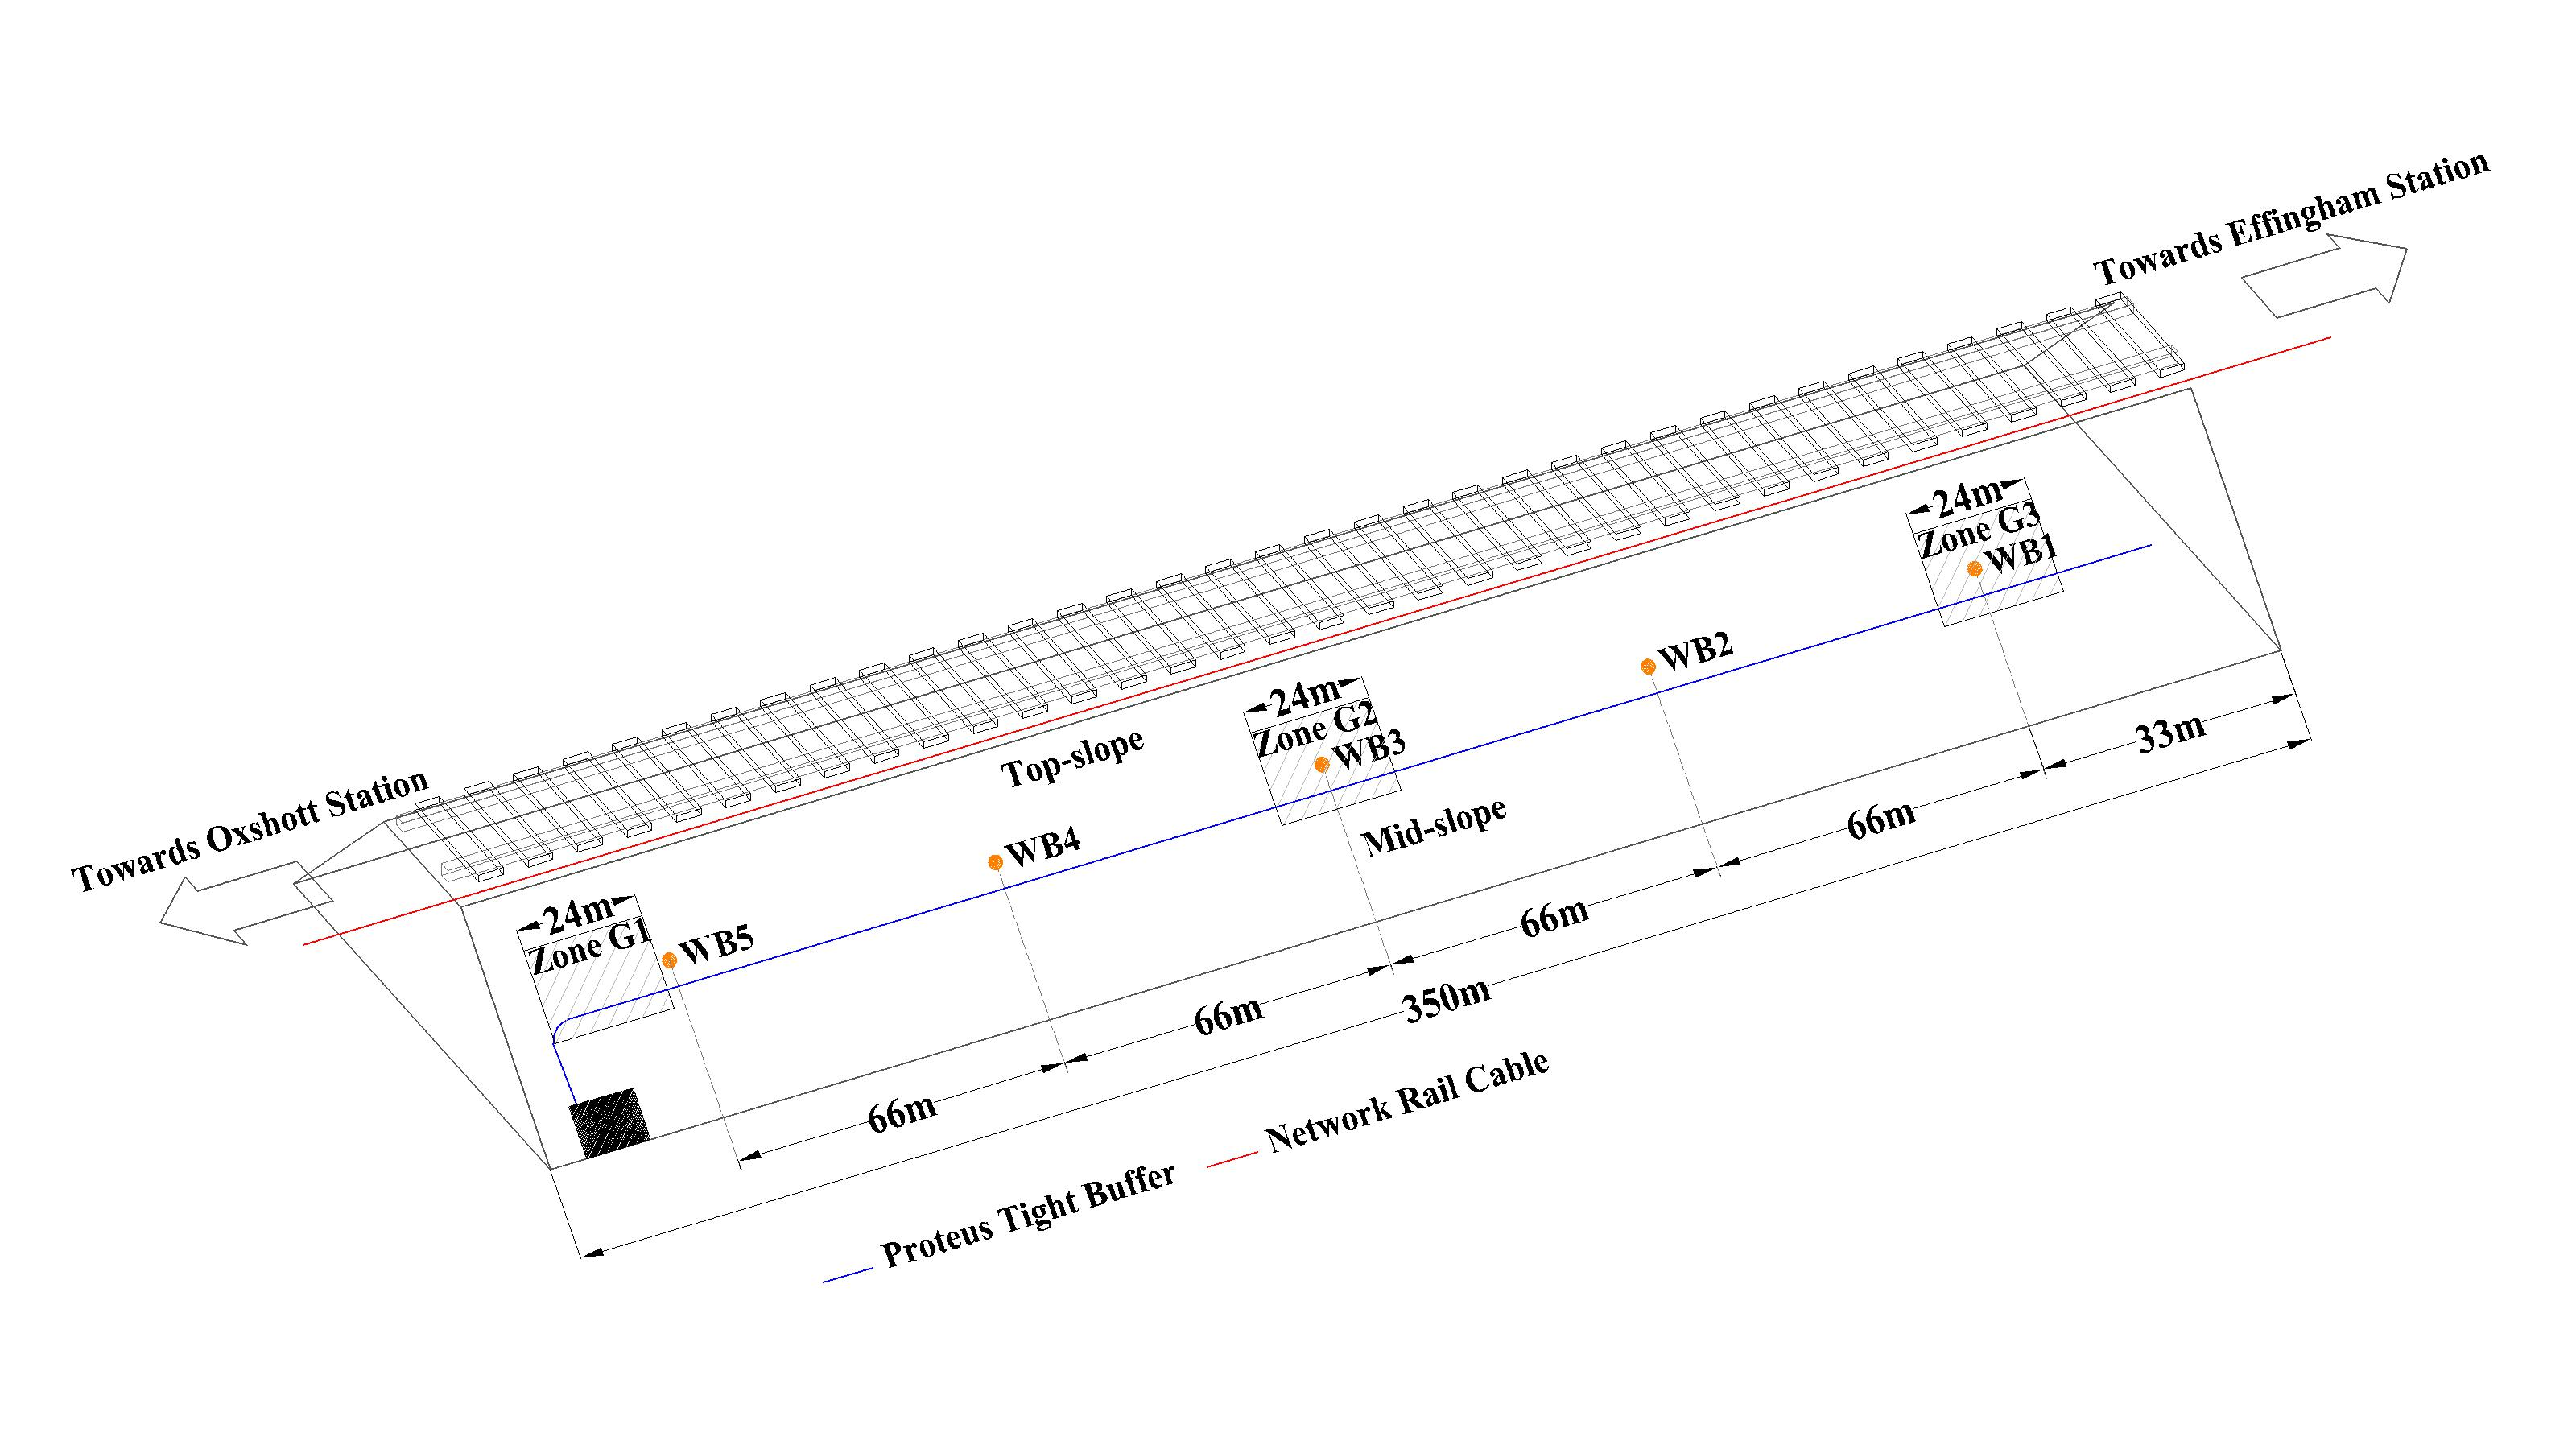 Towards Effingham Station
24m
Zone G3
WB1
WB2
24m
Zone G2
WB3
Top-slope
Mid-slope
WB4
Towards Oxshott Station
24m
Zone G1
WB5
33m
66m
66m
66m
66m
350m
Network Rail Cable
Proteus Tight Buffer